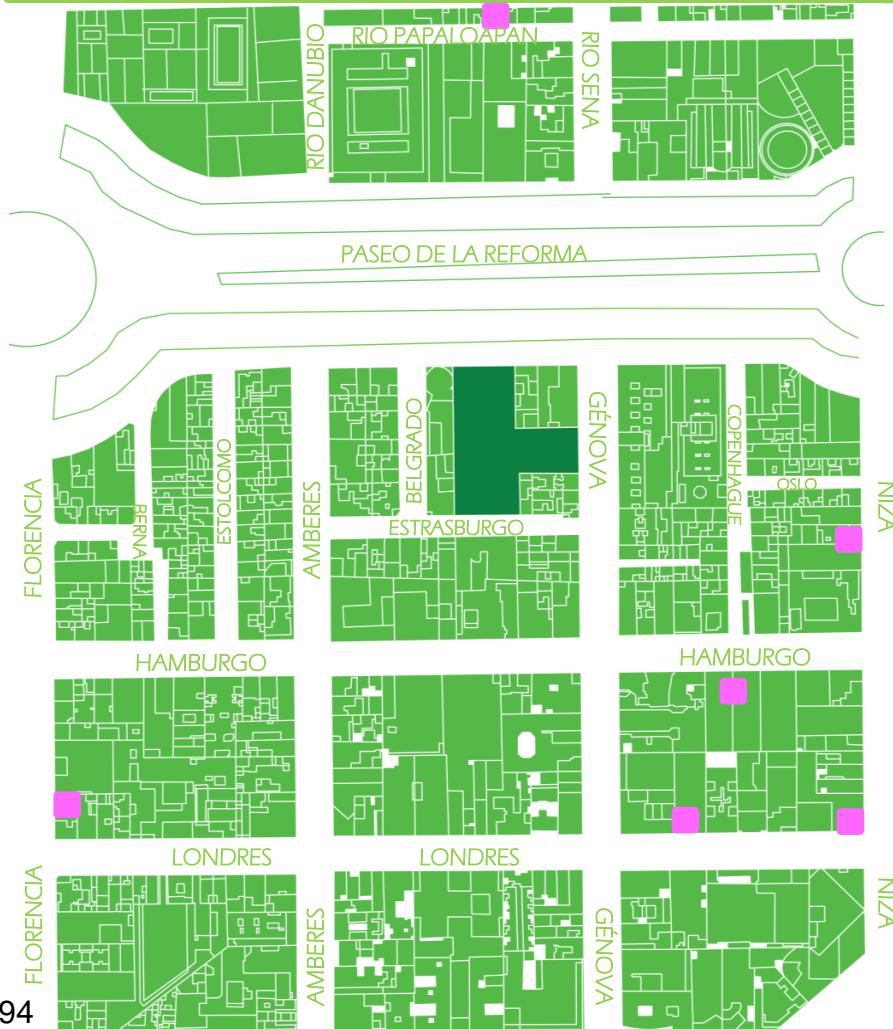 RIO PAPALOAPAN
RIO DANUBIO
RIO SENA
PASEO DE LA REFORMA
BELGRADO
GÉNOVA
COPENHAGUE
ESTOLCOMO
OSLO
FLORENCIA
BERNA
AMBERES
NIZA
ESTRASBURGO
HAMBURGO
HAMBURGO
LONDRES
LONDRES
FLORENCIA
AMBERES
GÉNOVA
NIZA
94